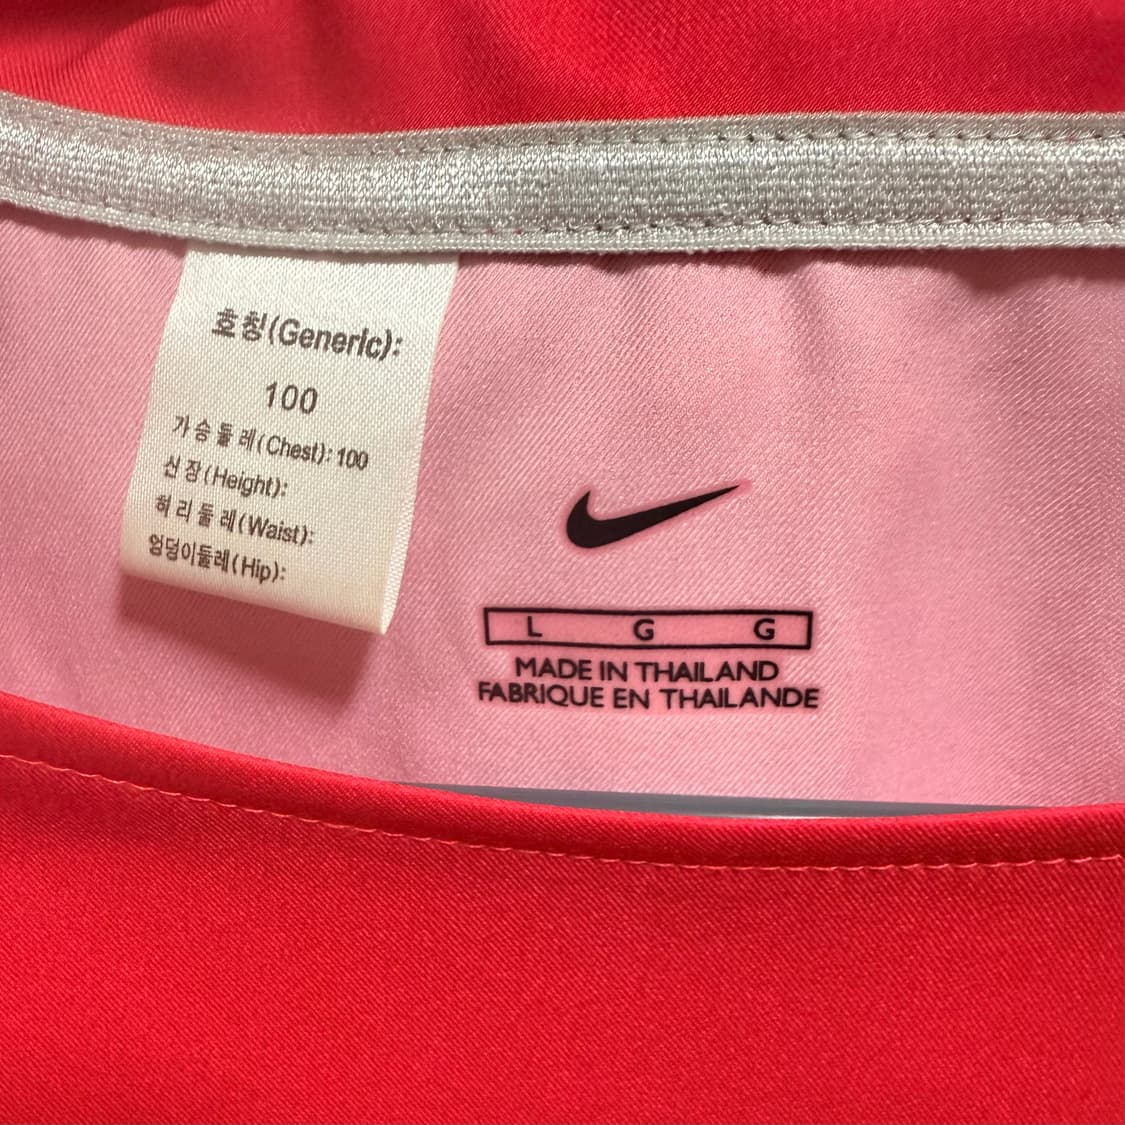 호칭(Generic):
100
가슴둘레(Chest): 100
신장(Height):
허리둘레(Waist):
엉덩이둘레(Hip):
L G G
MADE IN THAILAND
FABRIQUE EN THAILANDE